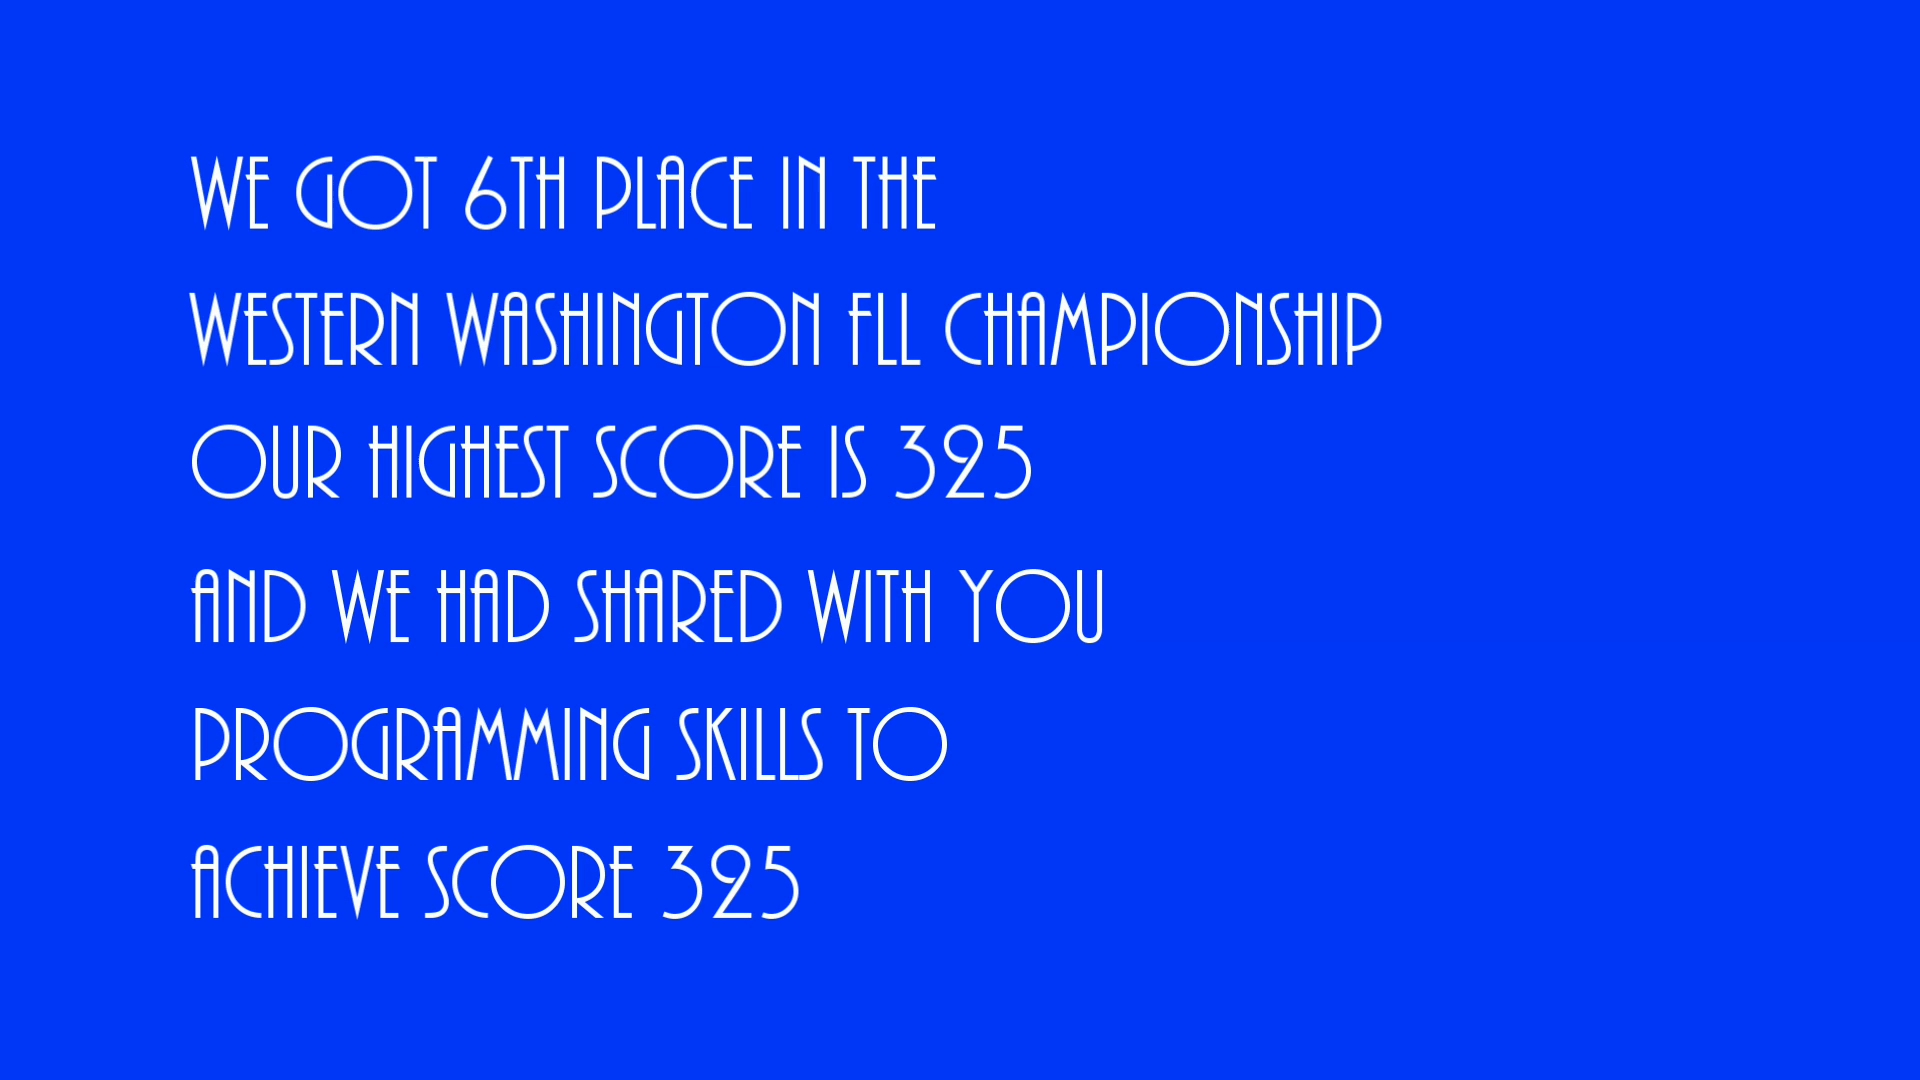 WE GOT 6TH PLACE IN THE
WESTERN WASHINGTON FLL CHAMPIONSHIP
OUR HIGHEST SCORE IS 325
AND WE HAD SHARED WITH YOU
PROGRAMMING SKILLS TO
ACHIEVE SCORE 325